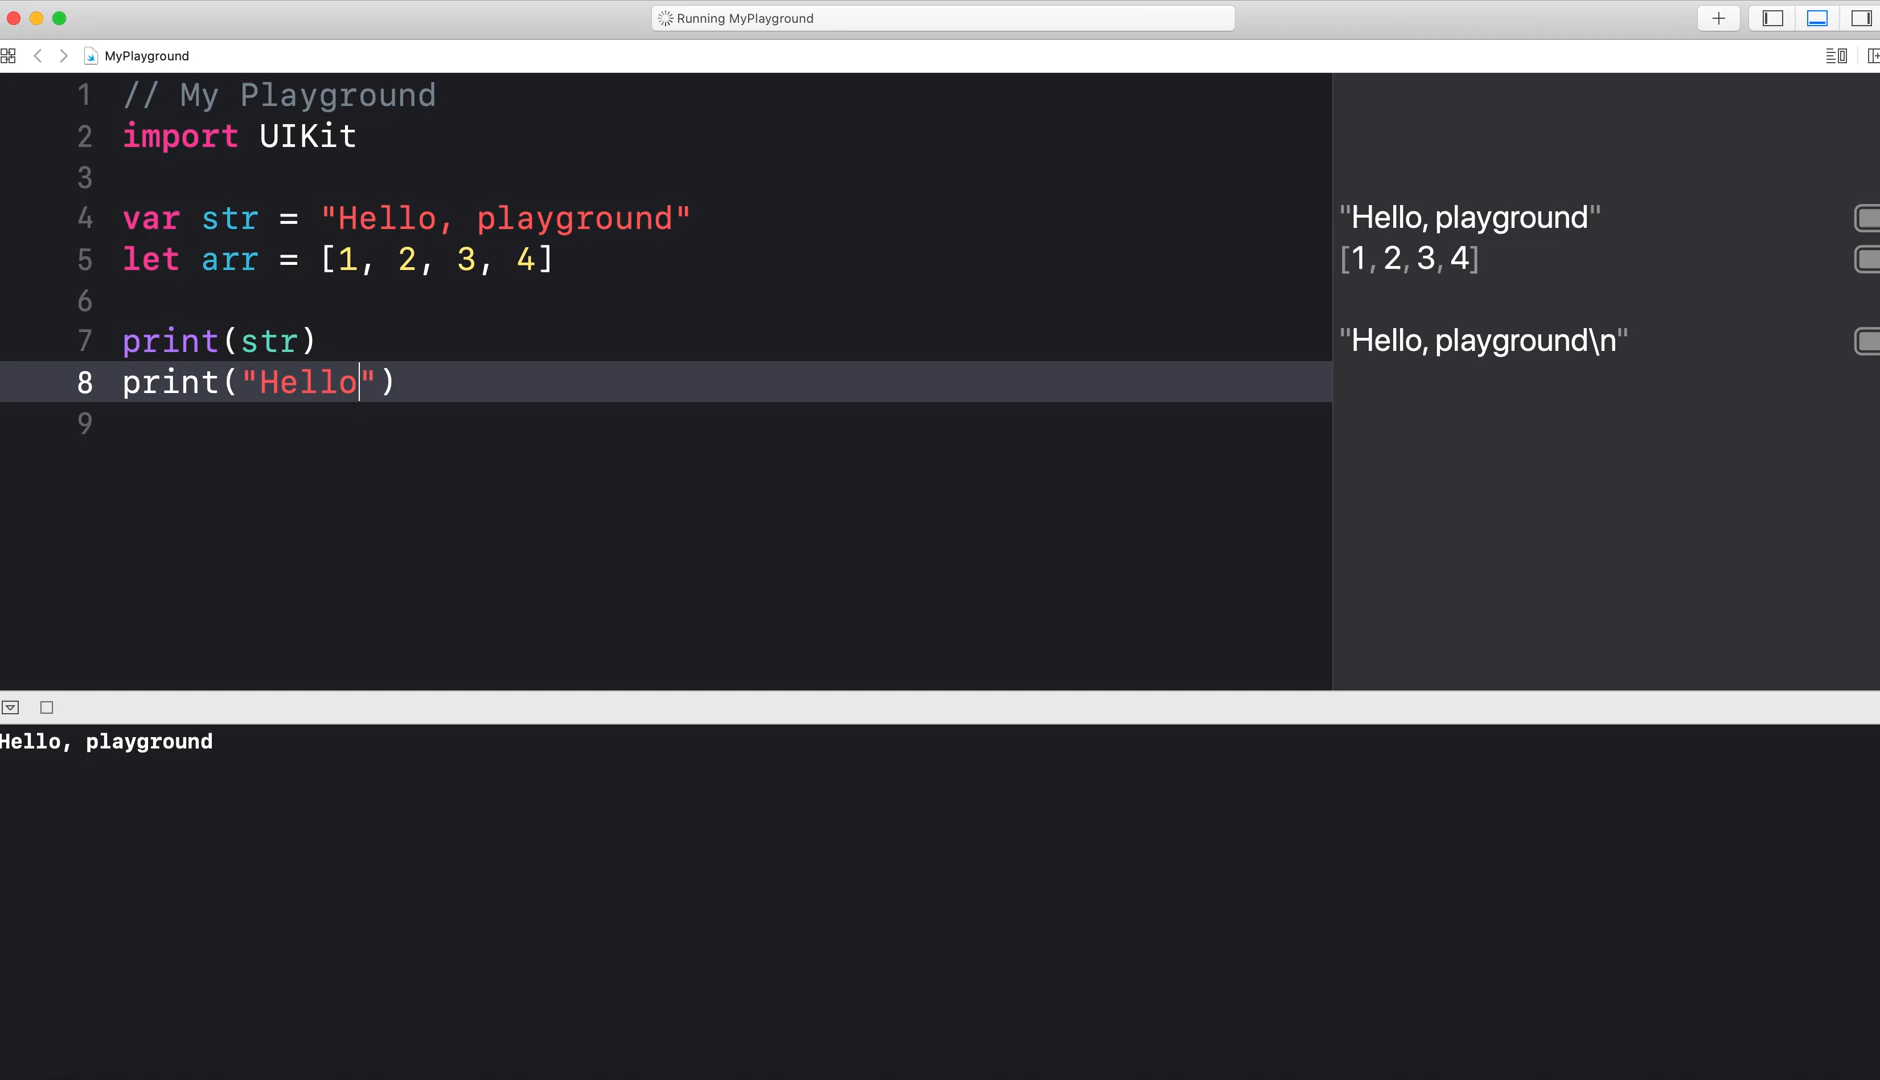 Running MyPlayground
MyPlayground
1 // My Playground
2 import UIKit
3
4 var str = "Hello, playground"
"Hello, playground"
5 let arr = [1, 2, 3, 4]
[1, 2, 3, 4]
6
7 print(str)
"Hello, playground\n"
8 print("Hello")
9
Hello, playground